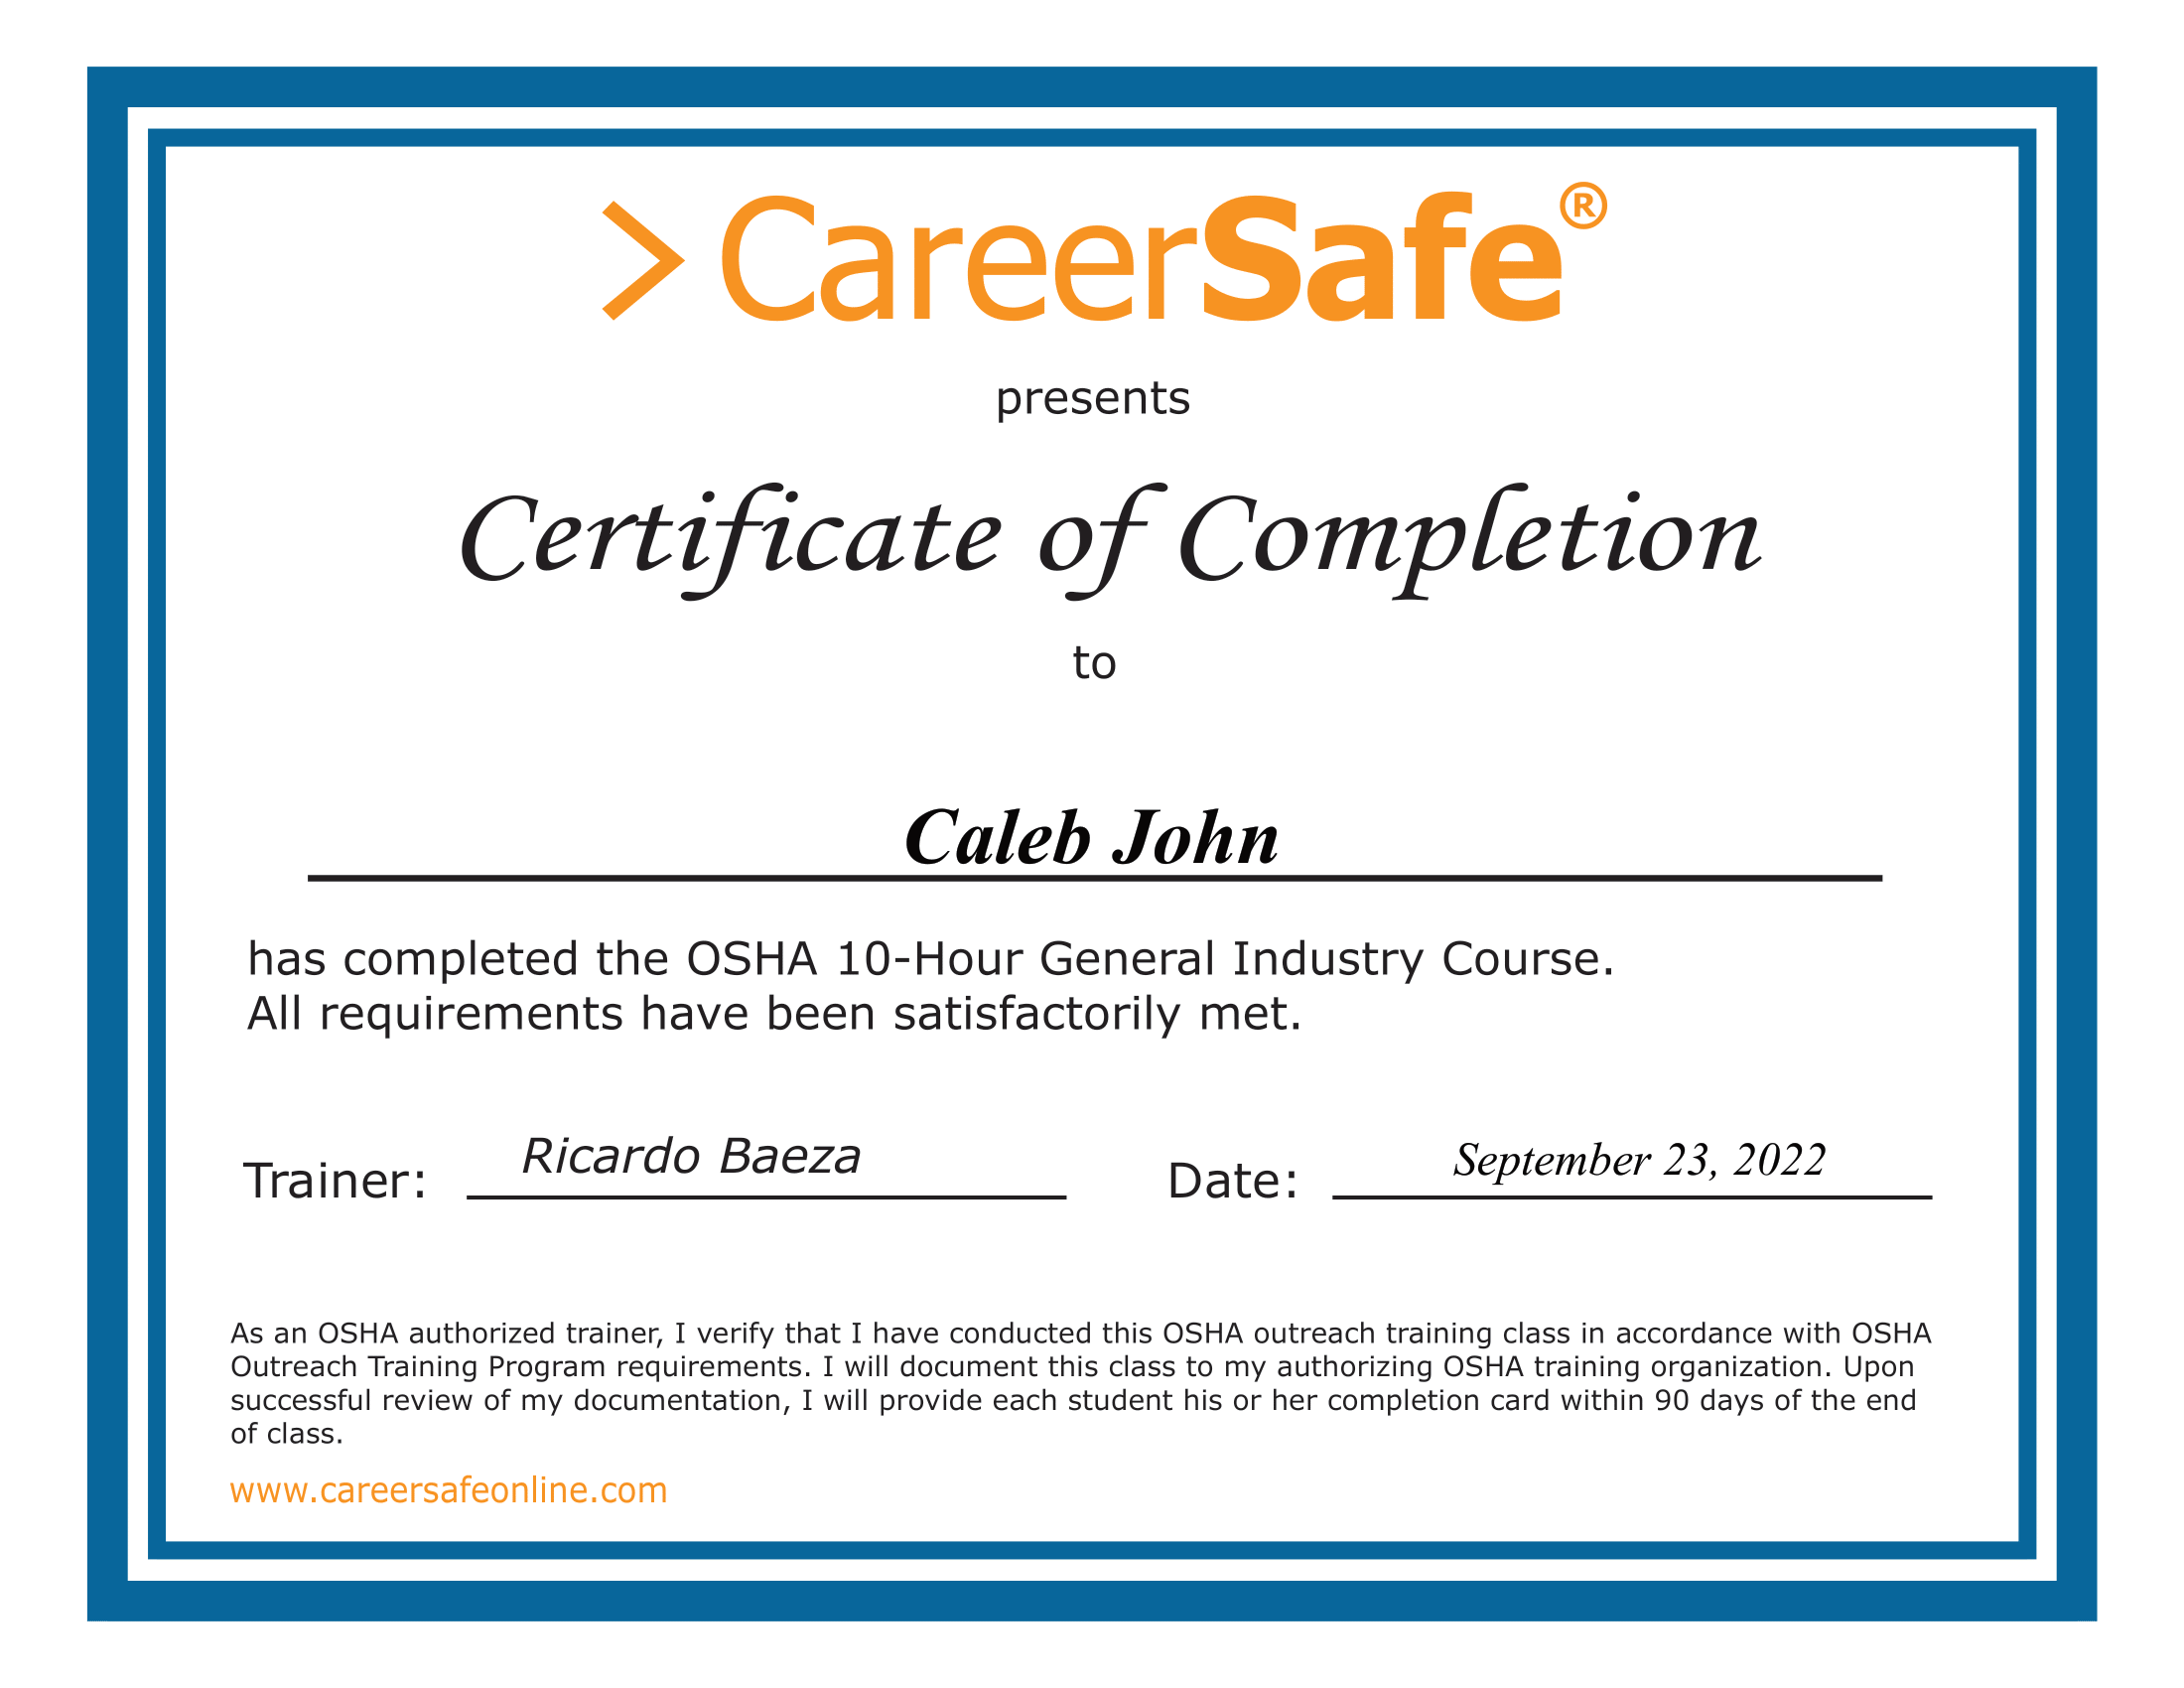 > CareerSafe®
presents
Certificate of Completion
to
Caleb John
has completed the OSHA 10-Hour General Industry Course.
All requirements have been satisfactorily met.
Trainer: Ricardo Baeza Date: September 23, 2022
As an OSHA authorized trainer, I verify that I have conducted this OSHA outreach training class in accordance with OSHA
Outreach Training Program requirements. I will document this class to my authorizing OSHA training organization. Upon
successful review of my documentation, I will provide each student his or her completion card within 90 days of the end
of class.
www.careersafeonline.com